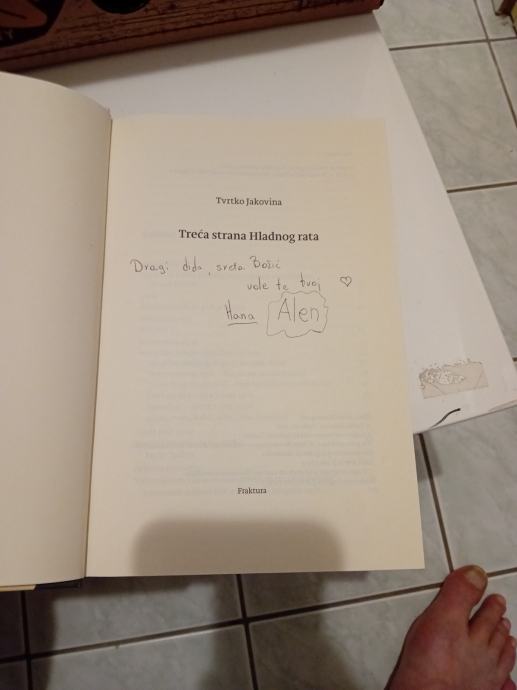 Tvrtko Jakovina
Treća strana Hladnog rata
Dragi dida, sretan Božić
vole te tvoj
Hana Alen
Fraktura